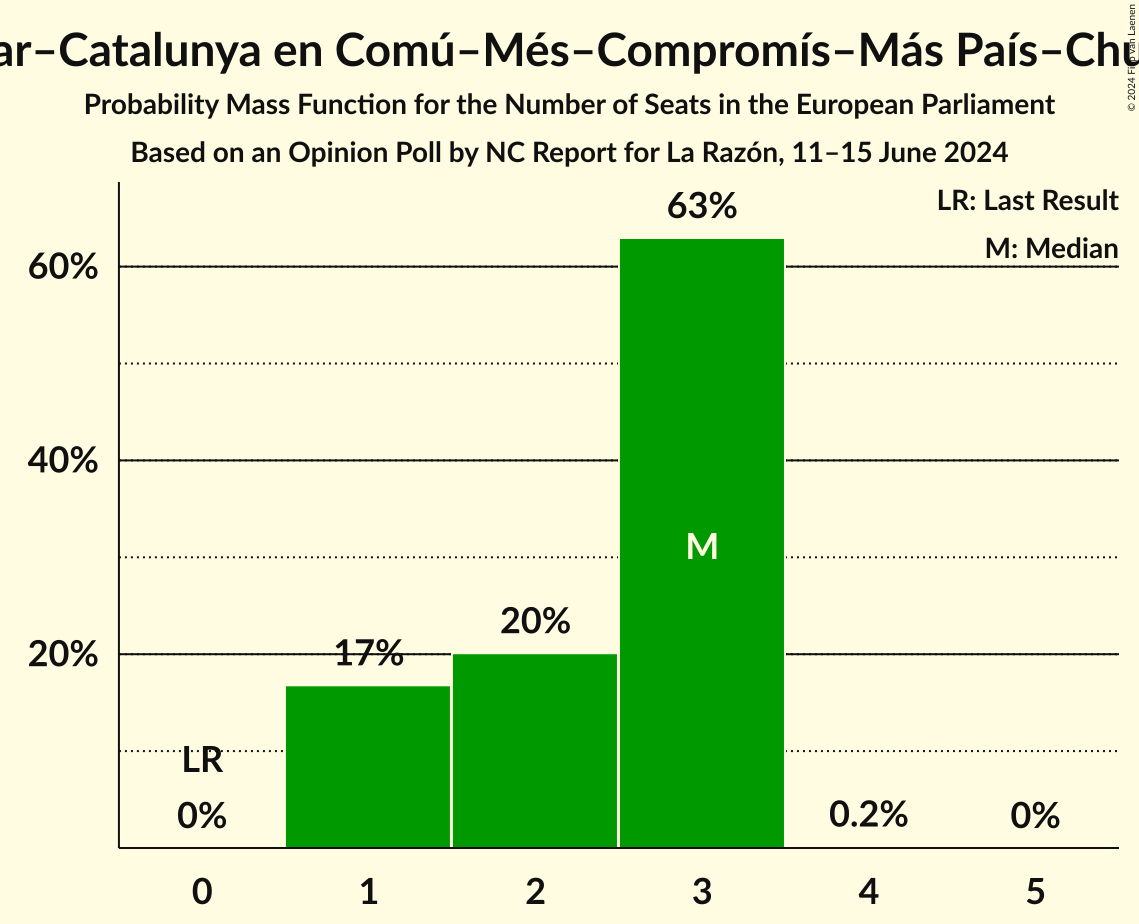 ar–Catalunya en Comú–Més–Compromís–Más País–Chu
© 2024 Filip van Laenen
Probability Mass Function for the Number of Seats in the European Parliament
Based on an Opinion Poll by NC Report for La Razón, 11–15 June 2024
LR: Last Result
M: Median
63%
60%
40%
M
20%
20%
17%
LR
0%
0.2%
0%
0 1 2 3 4 5